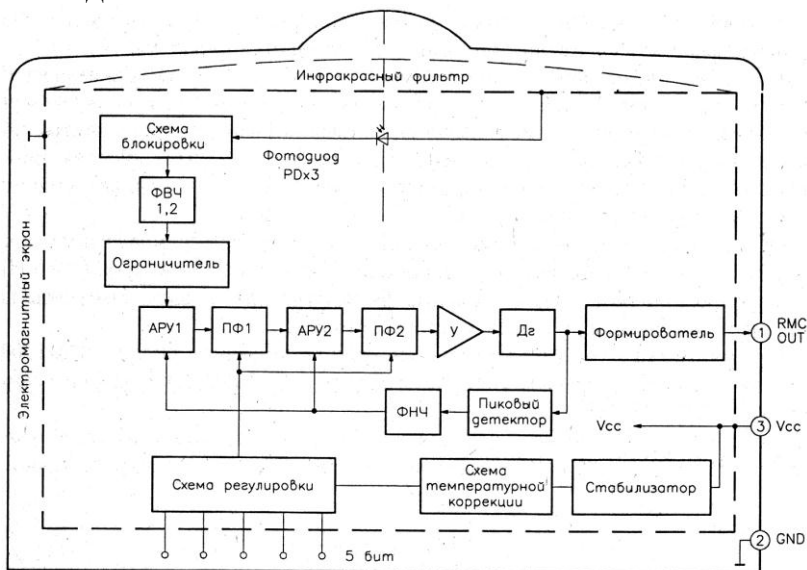 Инфракрасный фильтр
Схема
блокировки
Фотодиод
PDx3
ФВЧ
1,2
Ограничитель
Электромагнитный экран
АРУ1
ПФ1
АРУ2
ПФ2
У
Дг
Формирователь
1
RMC
OUT
ФНЧ
Пиковый
детектор
Vcc
3
Vcc
Схема регулировки
Схема
температурной
коррекции
Стабилизатор
2
GND
5 бит